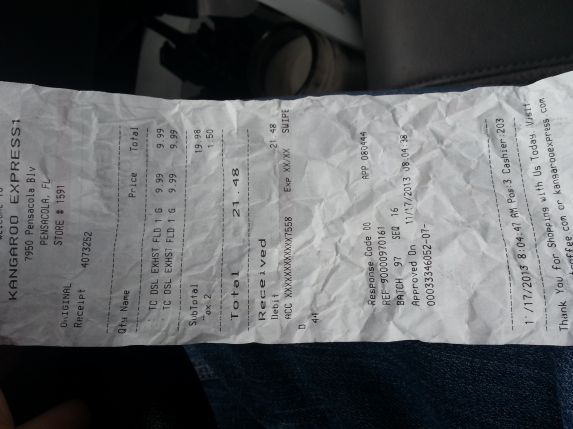 Welcome To
KANGAROO EXPRESS1
7950 Pensacola Blv
PENSACOLA, FL
STORE # 1591
ORIGINAL
Receipt 4073252
Qty Name Price Total
TC DSL EXHST FLD 1 G 9.99 9.99
TC DSL EXHST FLD 1 G 9.99 9.99
Subtotal 19.98
Tax 2 1.50
Total 21.48
Received
Debit 21.48
ACC XXXXXXXXXXXX7558 Exp XX/XX SWIPE
D
44
Response Code 00 APP 080444
REF 90000970161
BATCH 97 SEQ 16
Approved On 11/17/2013 08:04:38
00033346052-07-
11/17/2013 8:04:47 AM Pos:3 Cashier:203
Thank You for Shopping with Us Today. Visit
or kangarooexpress.com